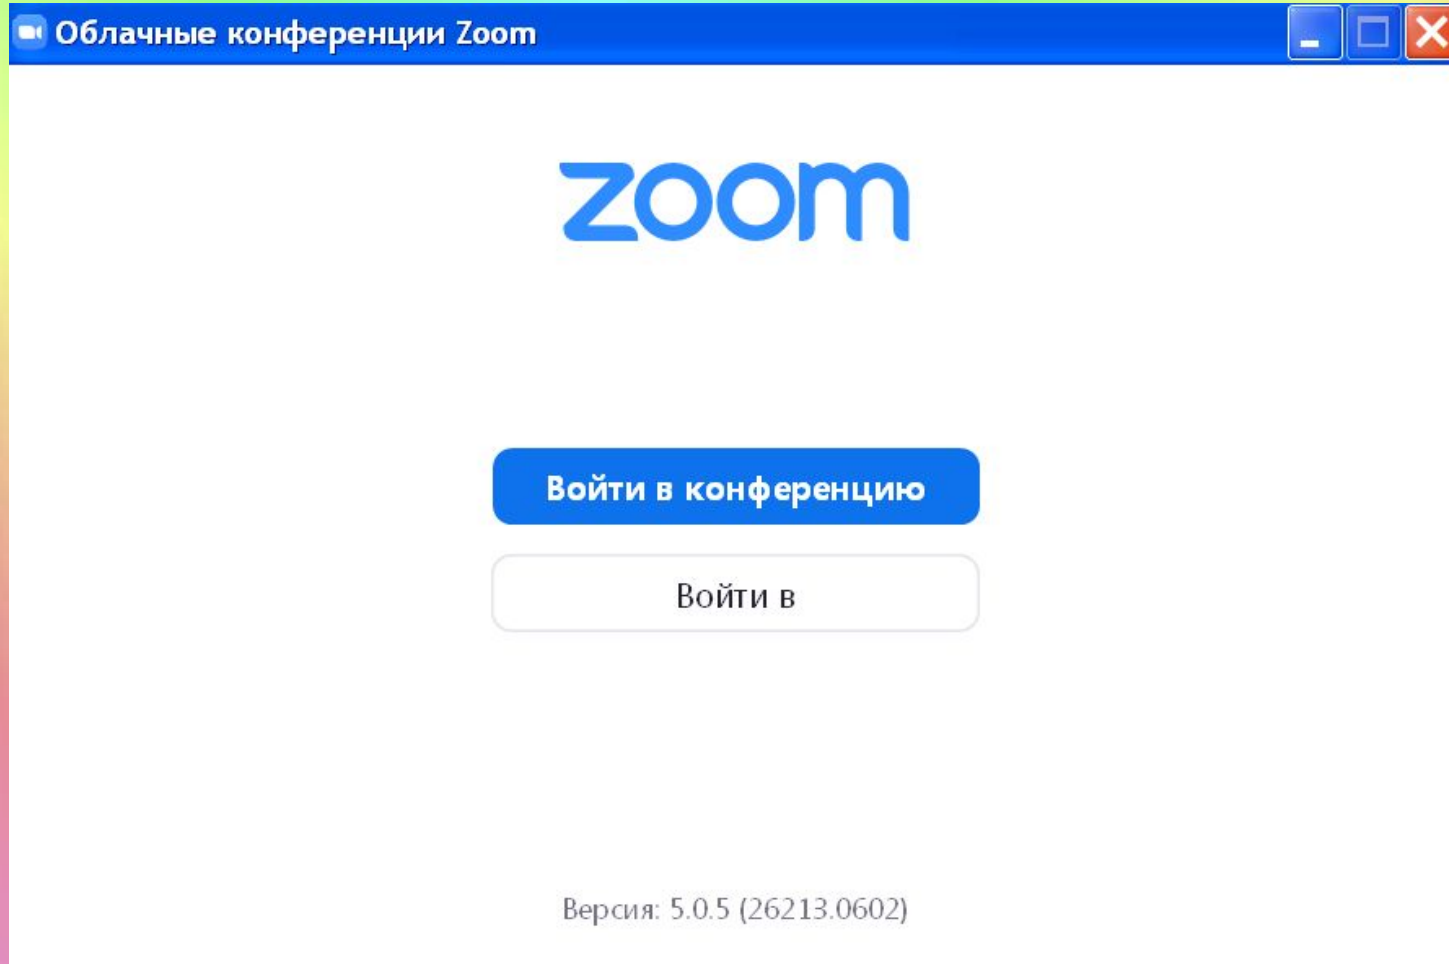 Облачные конференции Zoom
zoom
Войти в конференцию
Войти в
Версия: 5.0.5 (26213.0602)